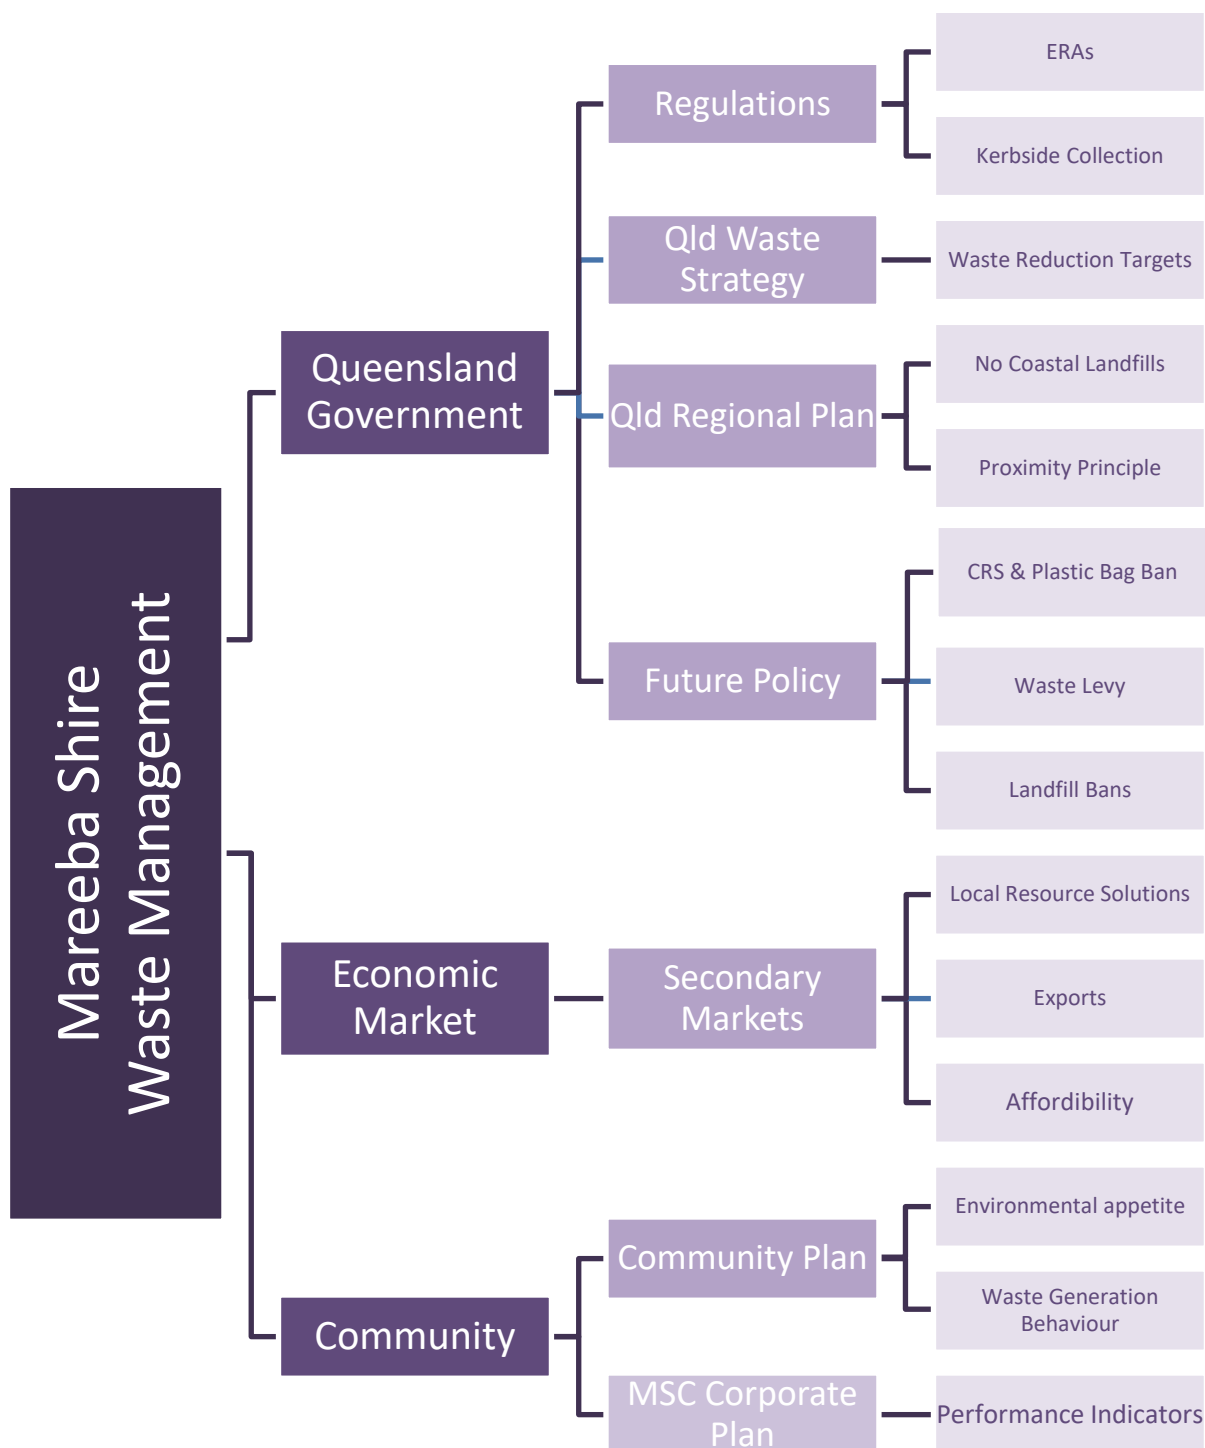 Mareeba Shire
Waste Management
Queensland
Government
Regulations
ERAs
Kerbside Collection
Qld Waste
Strategy
Waste Reduction Targets
Qld Regional Plan
No Coastal Landfills
Proximity Principle
Future Policy
CRS & Plastic Bag Ban
Waste Levy
Landfill Bans
Economic
Market
Secondary
Markets
Local Resource Solutions
Exports
Affordibility
Community
Community Plan
Environmental appetite
Waste Generation
Behaviour
MSC Corporate
Plan
Performance Indicators